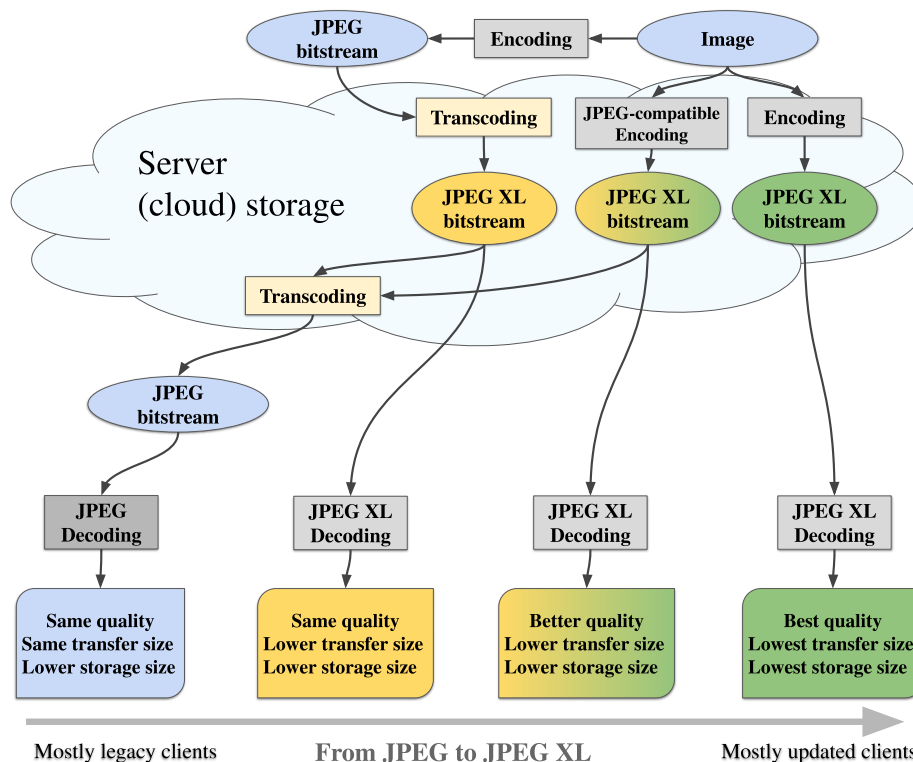 JPEG
bitstream
Encoding
Image
Transcoding
JPEG-compatible
Encoding
Encoding
Server
(cloud) storage
JPEG XL
bitstream
JPEG XL
bitstream
JPEG XL
bitstream
Transcoding
JPEG
bitstream
JPEG
Decoding
JPEG XL
Decoding
JPEG XL
Decoding
JPEG XL
Decoding
Same quality
Same transfer size
Lower storage size
Same quality
Lower transfer size
Lower storage size
Better quality
Lower transfer size
Lower storage size
Best quality
Lowest transfer size
Lowest storage size
Mostly legacy clients
From JPEG to JPEG XL
Mostly updated clients